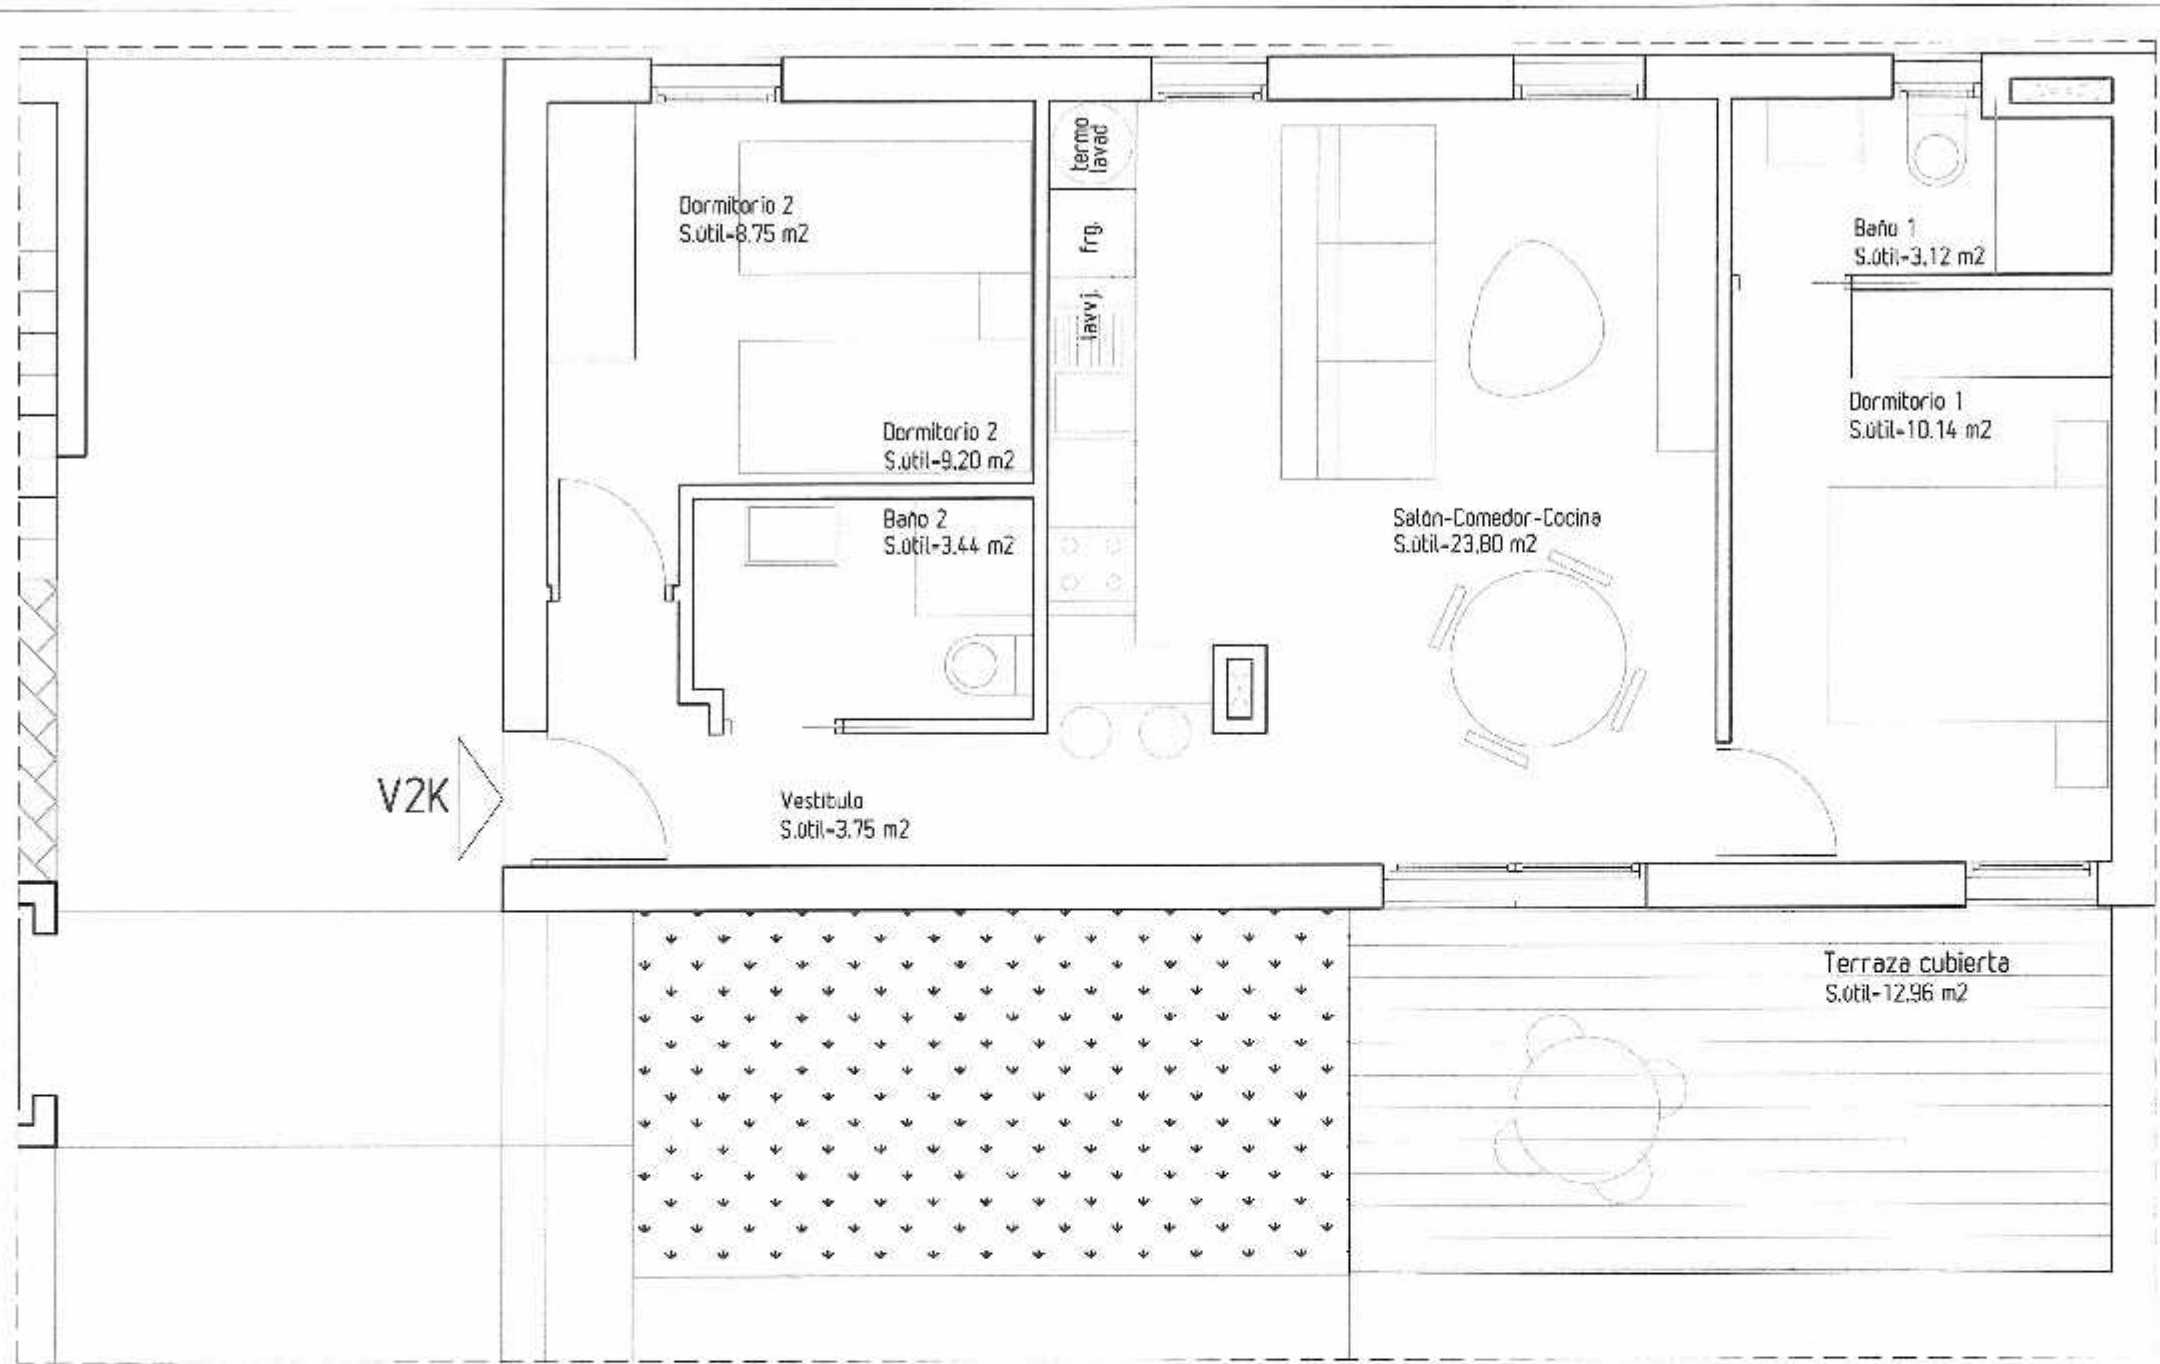 termo
lavad
Dormitorio 2
S.útil=8.75 m2
frg.
Baño 1
S.útil=3,12 m2
lavvj.
Dormitorio 1
S.útil=10.14 m2
Dormitorio 2
S.útil=9,20 m2
Baño 2
S.útil=3,44 m2
Salón-Comedor-Cocina
S.útil=23,80 m2
V2K
Vestíbulo
S.útil=3.75 m2
Terraza cubierta
S.útil=12,96 m2